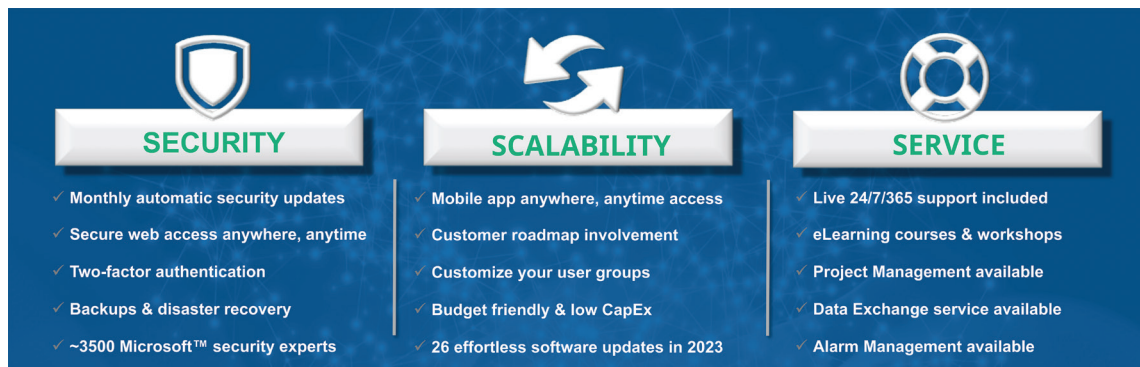 SECURITY
✓ Monthly automatic security updates
✓ Secure web access anywhere, anytime
✓ Two-factor authentication
✓ Backups & disaster recovery
✓ ~3500 Microsoft™ security experts
SCALABILITY
✓ Mobile app anywhere, anytime access
✓ Customer roadmap involvement
✓ Customize your user groups
✓ Budget friendly & low CapEx
✓ 26 effortless software updates in 2023
SERVICE
✓ Live 24/7/365 support included
✓ eLearning courses & workshops
✓ Project Management available
✓ Data Exchange service available
✓ Alarm Management available